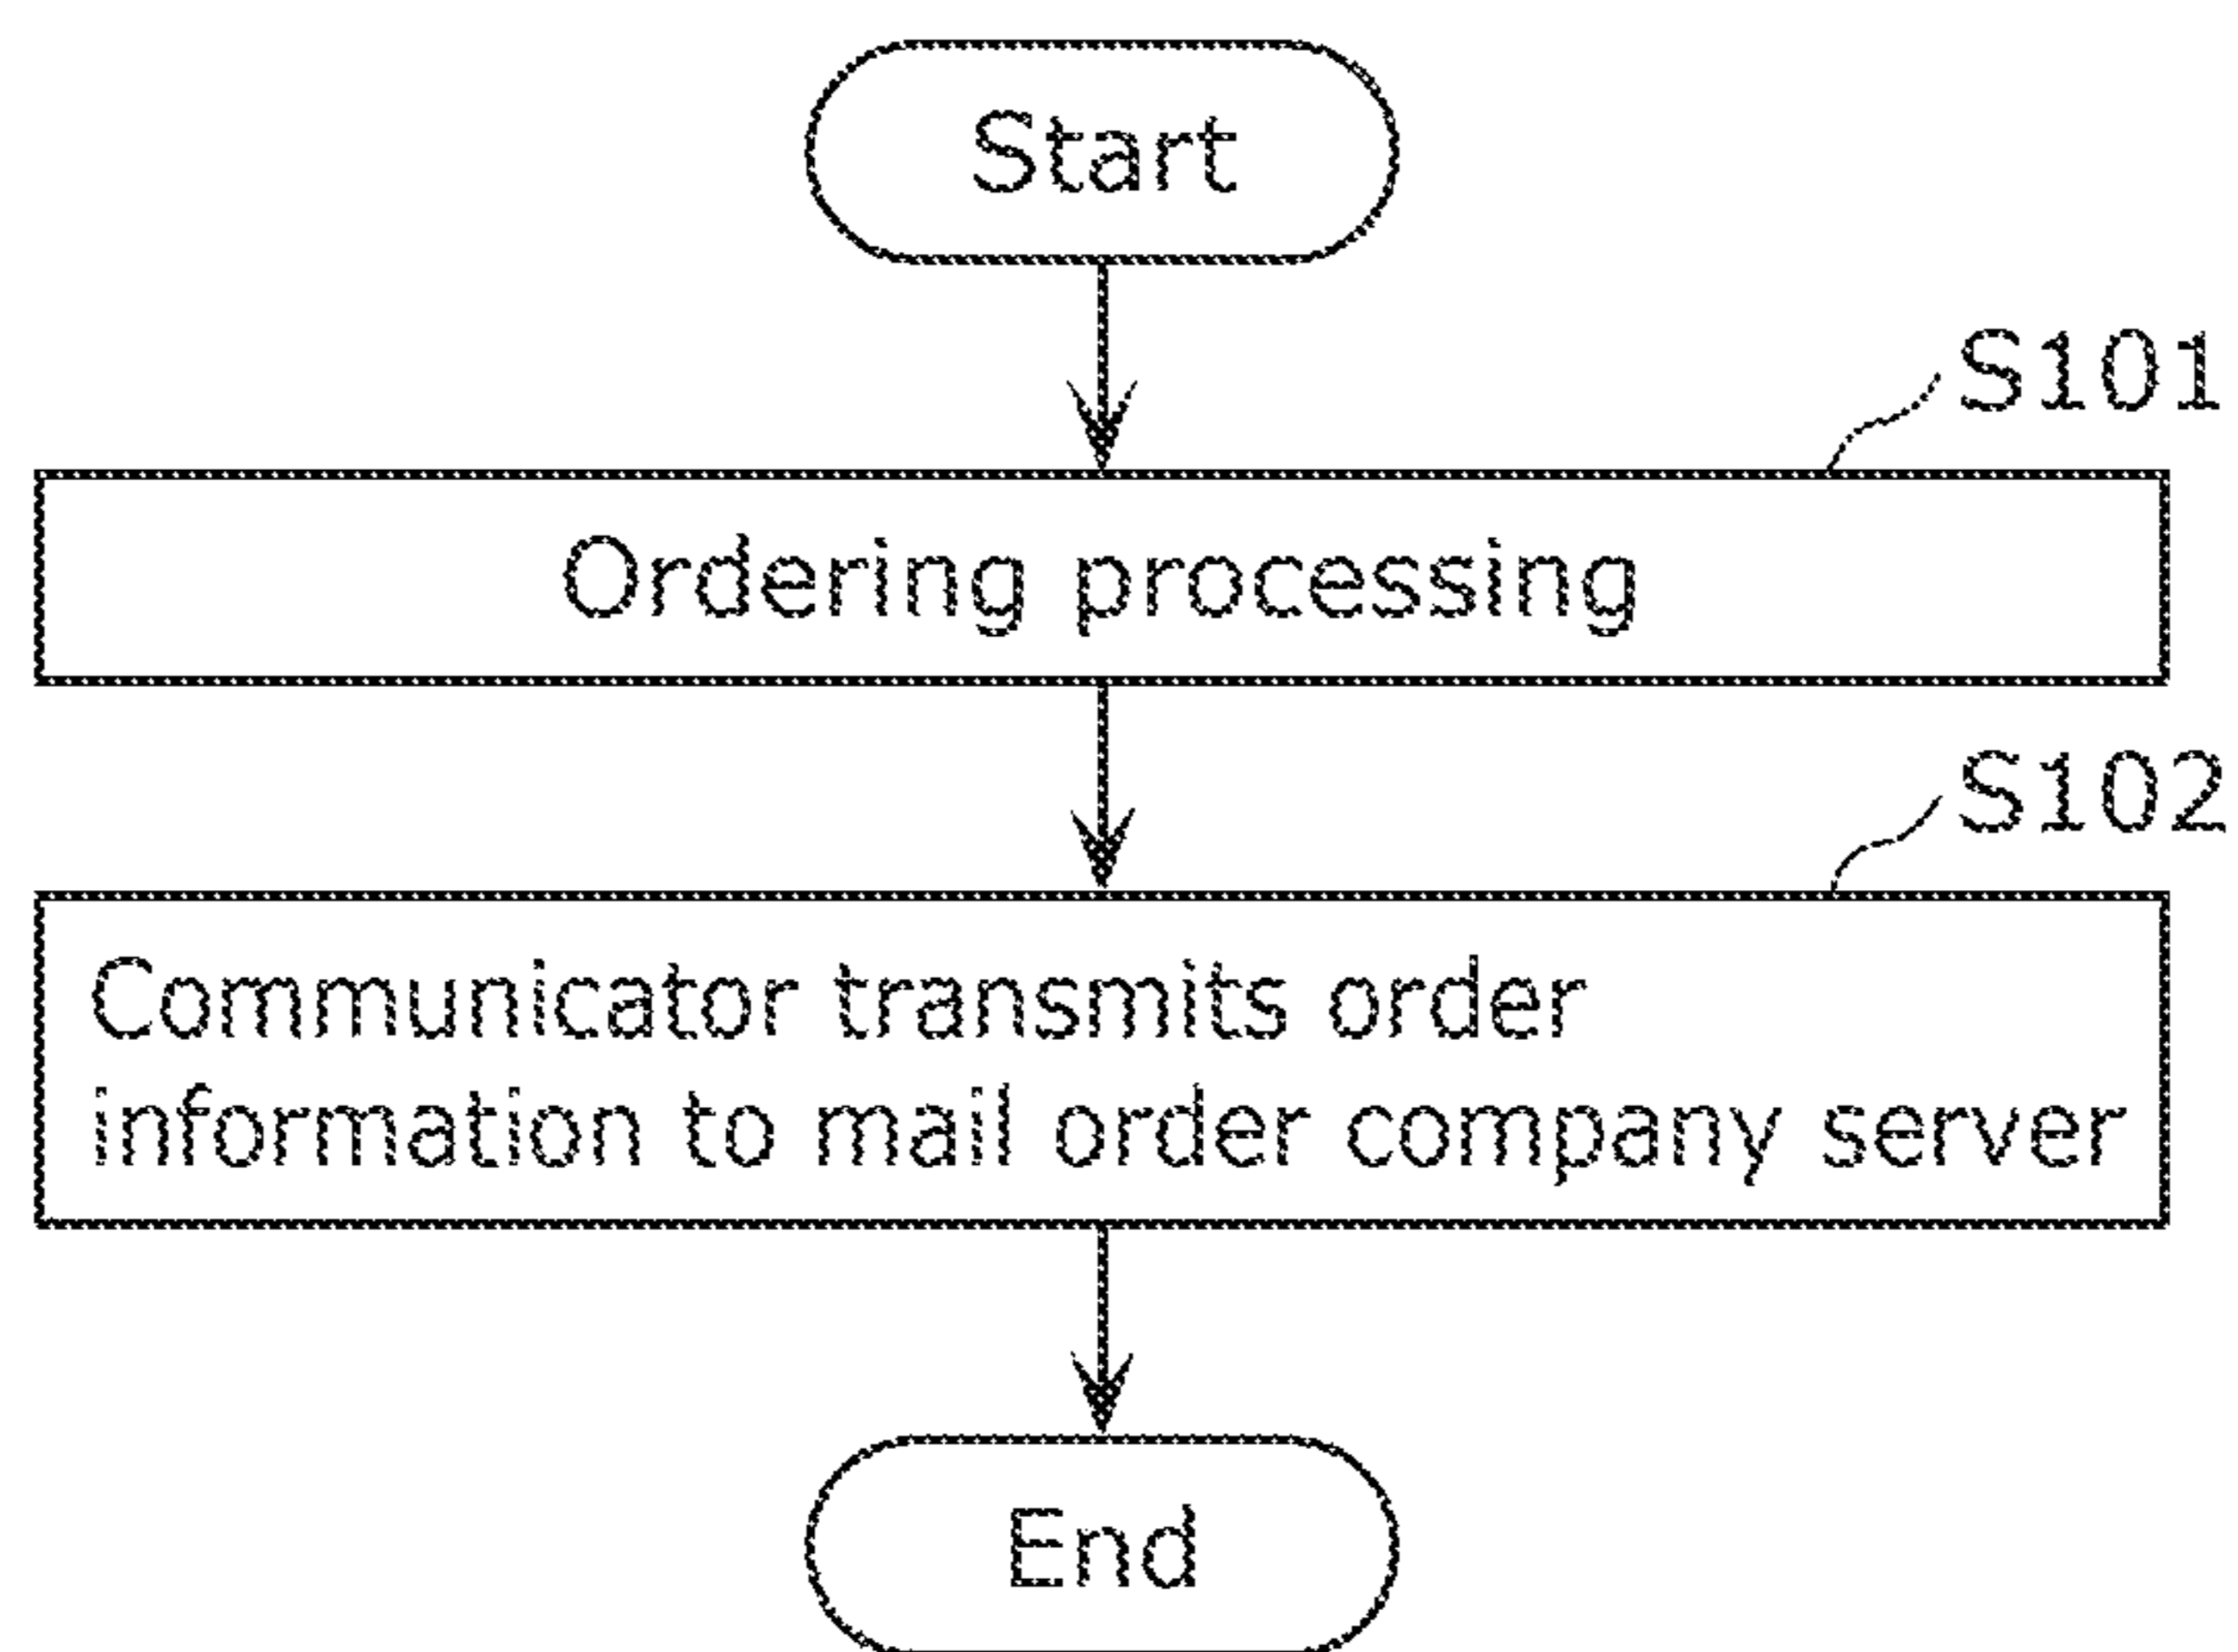 Start
S101
Ordering processing
S102
Communicator transmits order
information to mail order company server
End